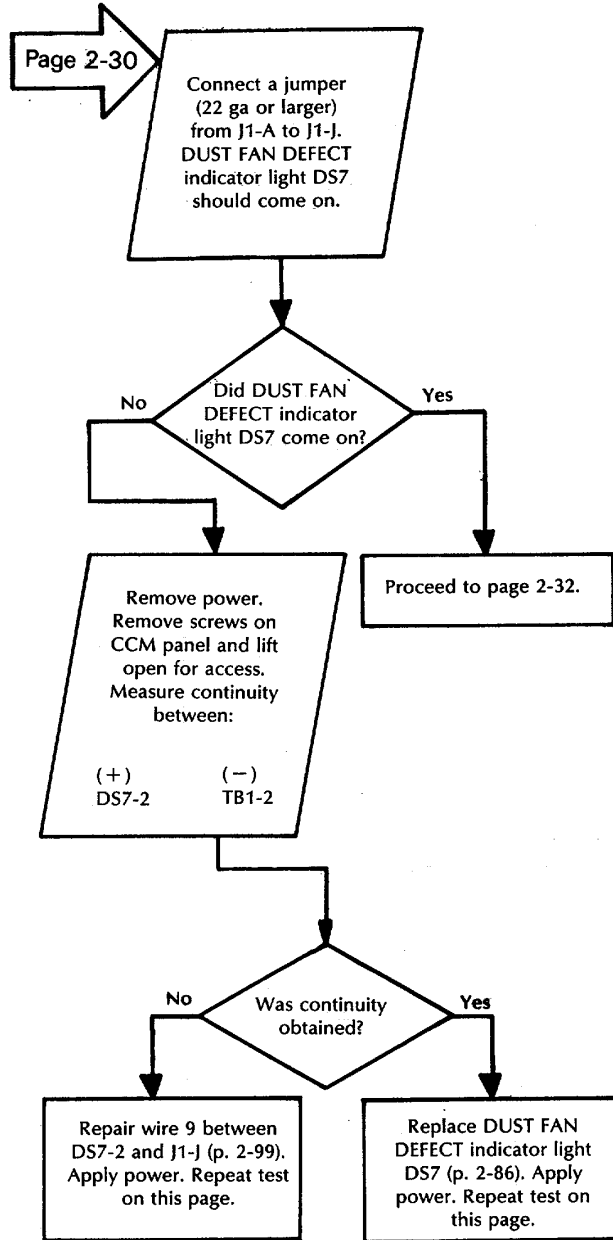 Page 2-30
Connect a jumper
(22 ga or larger)
from J1-A to J1-J.
DUST FAN DEFECT
indicator light DS7
should come on.
Did DUST FAN
DEFECT indicator
light DS7 come on?
No
Yes
Remove power.
Remove screws on
CCM panel and lift
open for access.
Measure continuity
between:
(+) (−)
DS7-2 TB1-2
Proceed to page 2-32.
Was continuity
obtained?
No
Yes
Repair wire 9 between
DS7-2 and J1-J (p. 2-99).
Apply power. Repeat test
on this page.
Replace DUST FAN
DEFECT indicator light
DS7 (p. 2-86). Apply
power. Repeat test on
this page.